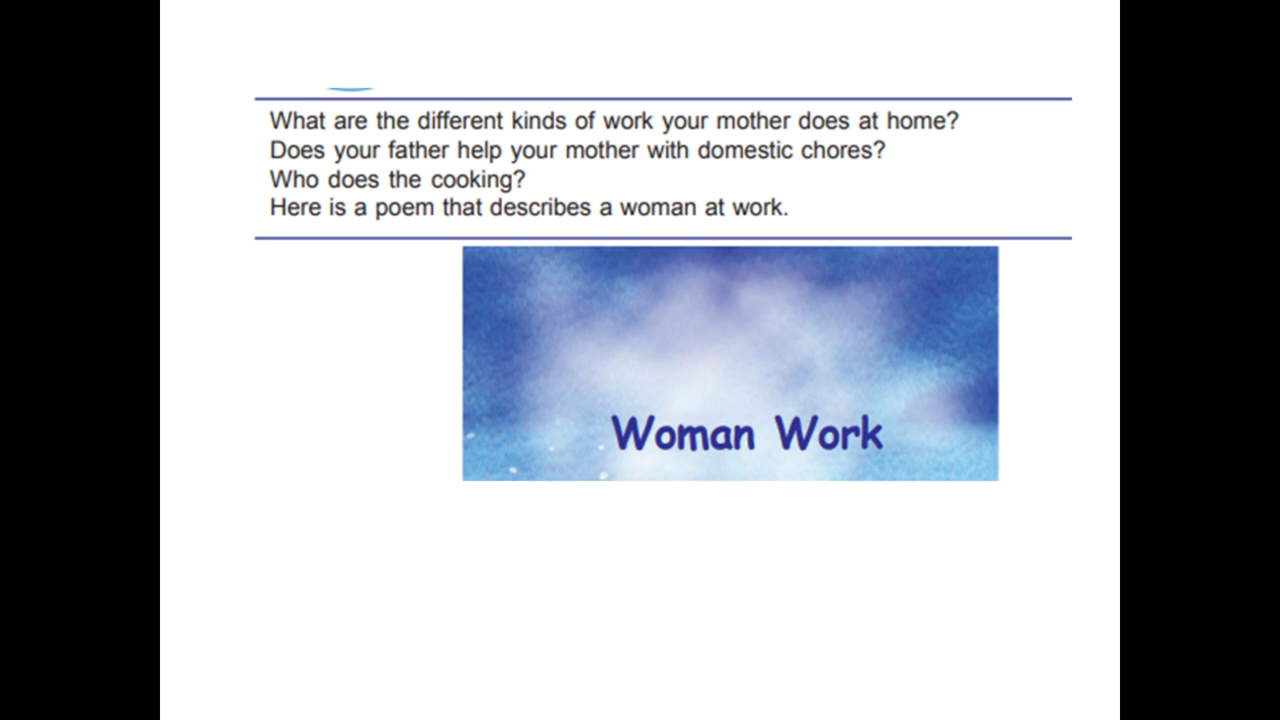 What are the different kinds of work your mother does at home?
Does your father help your mother with domestic chores?
Who does the cooking?
Here is a poem that describes a woman at work.
Woman Work